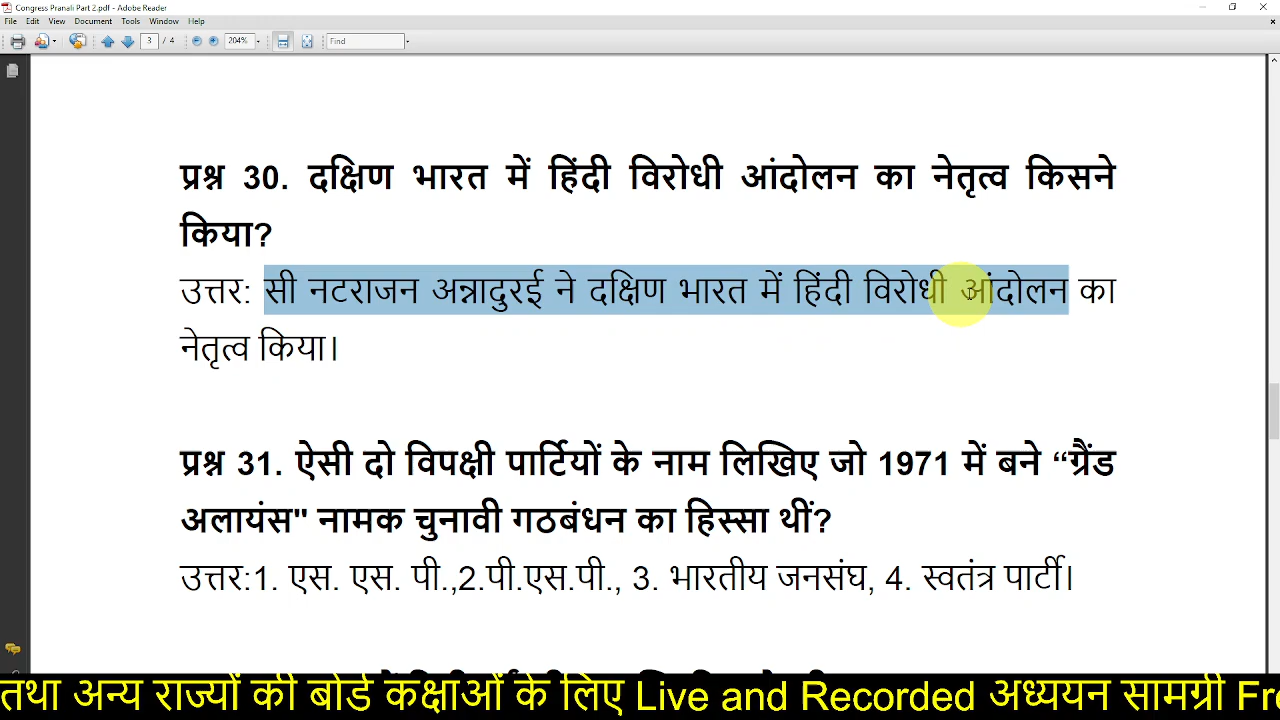 Congress Pranali Part 2.pdf - Adobe Reader
File Edit View Document Tools Window Help
3 / 4 204% Find
प्रश्न 30. दक्षिण भारत में हिंदी विरोधी आंदोलन का नेतृत्व किसने
किया?
उत्तर: सी नटराजन अन्नादुरई ने दक्षिण भारत में हिंदी विरोधी आंदोलन का
नेतृत्व किया।
प्रश्न 31. ऐसी दो विपक्षी पार्टियों के नाम लिखिए जो 1971 में बने “ग्रैंड
अलायंस" नामक चुनावी गठबंधन का हिस्सा थीं?
उत्तर:1. एस. एस. पी.,2.पी.एस.पी., 3. भारतीय जनसंघ, 4. स्वतंत्र पार्टी।
तथा अन्य राज्यों की बोर्ड कक्षाओं के लिए Live and Recorded अध्ययन सामग्री